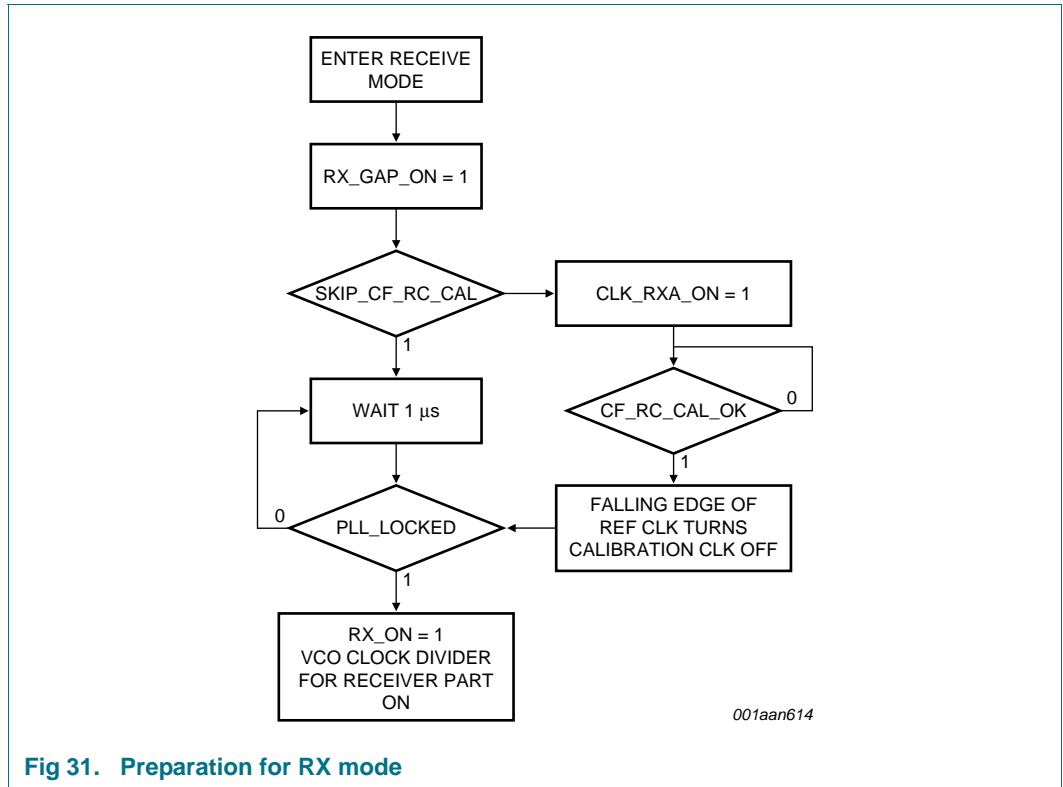 ENTER RECEIVE
MODE
RX_GAP_ON = 1
SKIP_CF_RC_CAL
CLK_RXA_ON = 1
1
WAIT 1 μs
CF_RC_CAL_OK
0
1
PLL_LOCKED
0
FALLING EDGE OF
REF CLK TURNS
CALIBRATION CLK OFF
1
RX_ON = 1
VCO CLOCK DIVIDER
FOR RECEIVER PART
ON
001aan614
Fig 31. Preparation for RX mode